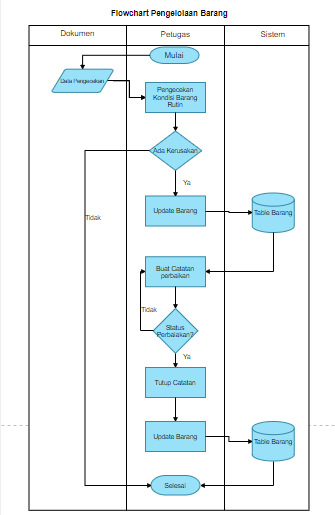 Flowchart Pengelolaan Barang
Dokumen
Petugas
Sistem
Mulai
Data Pengecekan
Pengecekan
Kondisi Barang
Rutin
Ada Kerusakan
Ya
Tidak
Update Barang
Table Barang
Buat Catatan
perbaikan
Tidak
Status
Perbaiakan?
Ya
Tutup Catatan
Update Barang
Table Barang
Selesai